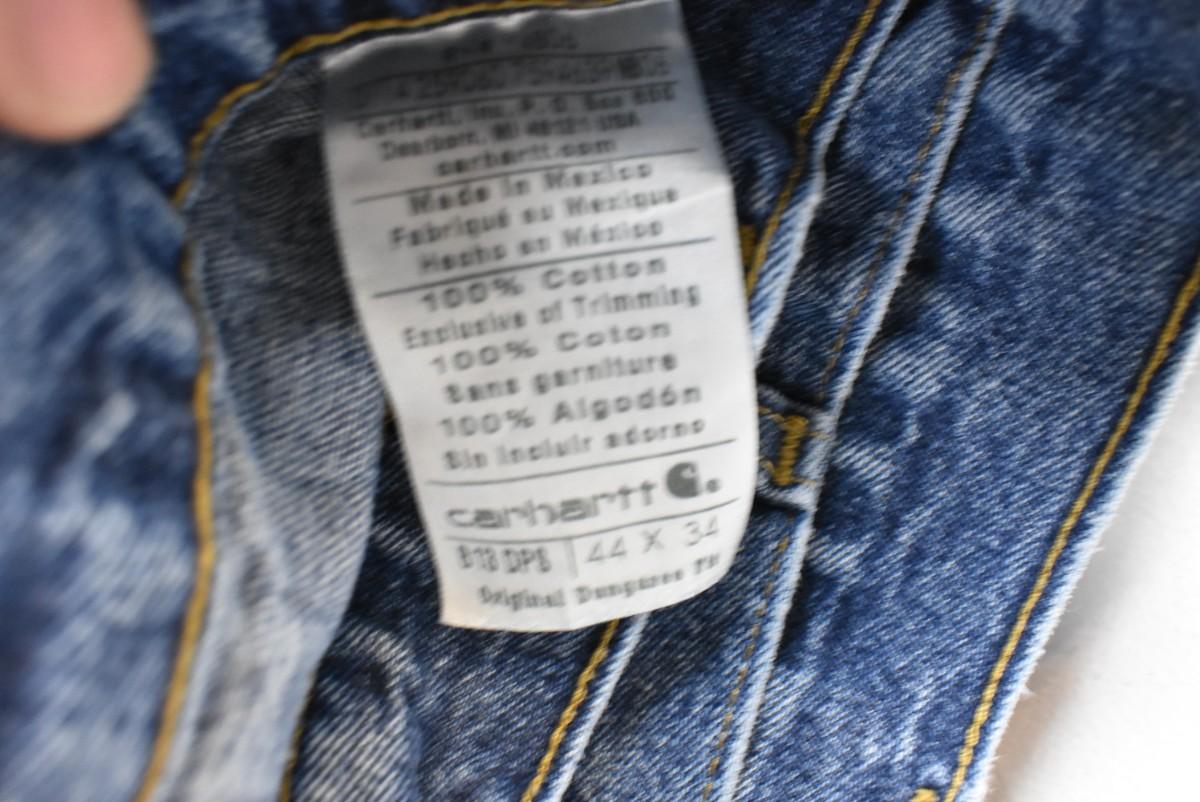 Carhartt, Inc. P. O. Box 600
Dearborn, MI 48121 USA
carhartt.com
Made in Mexico
Fabriqué au Mexique
Hecho en México
100% Cotton
Exclusive of Trimming
100% Coton
Sans garniture
100% Algodón
Sin incluir adorno
carhartt
B13 DPS 44 X 34
Original Dungaree Fit